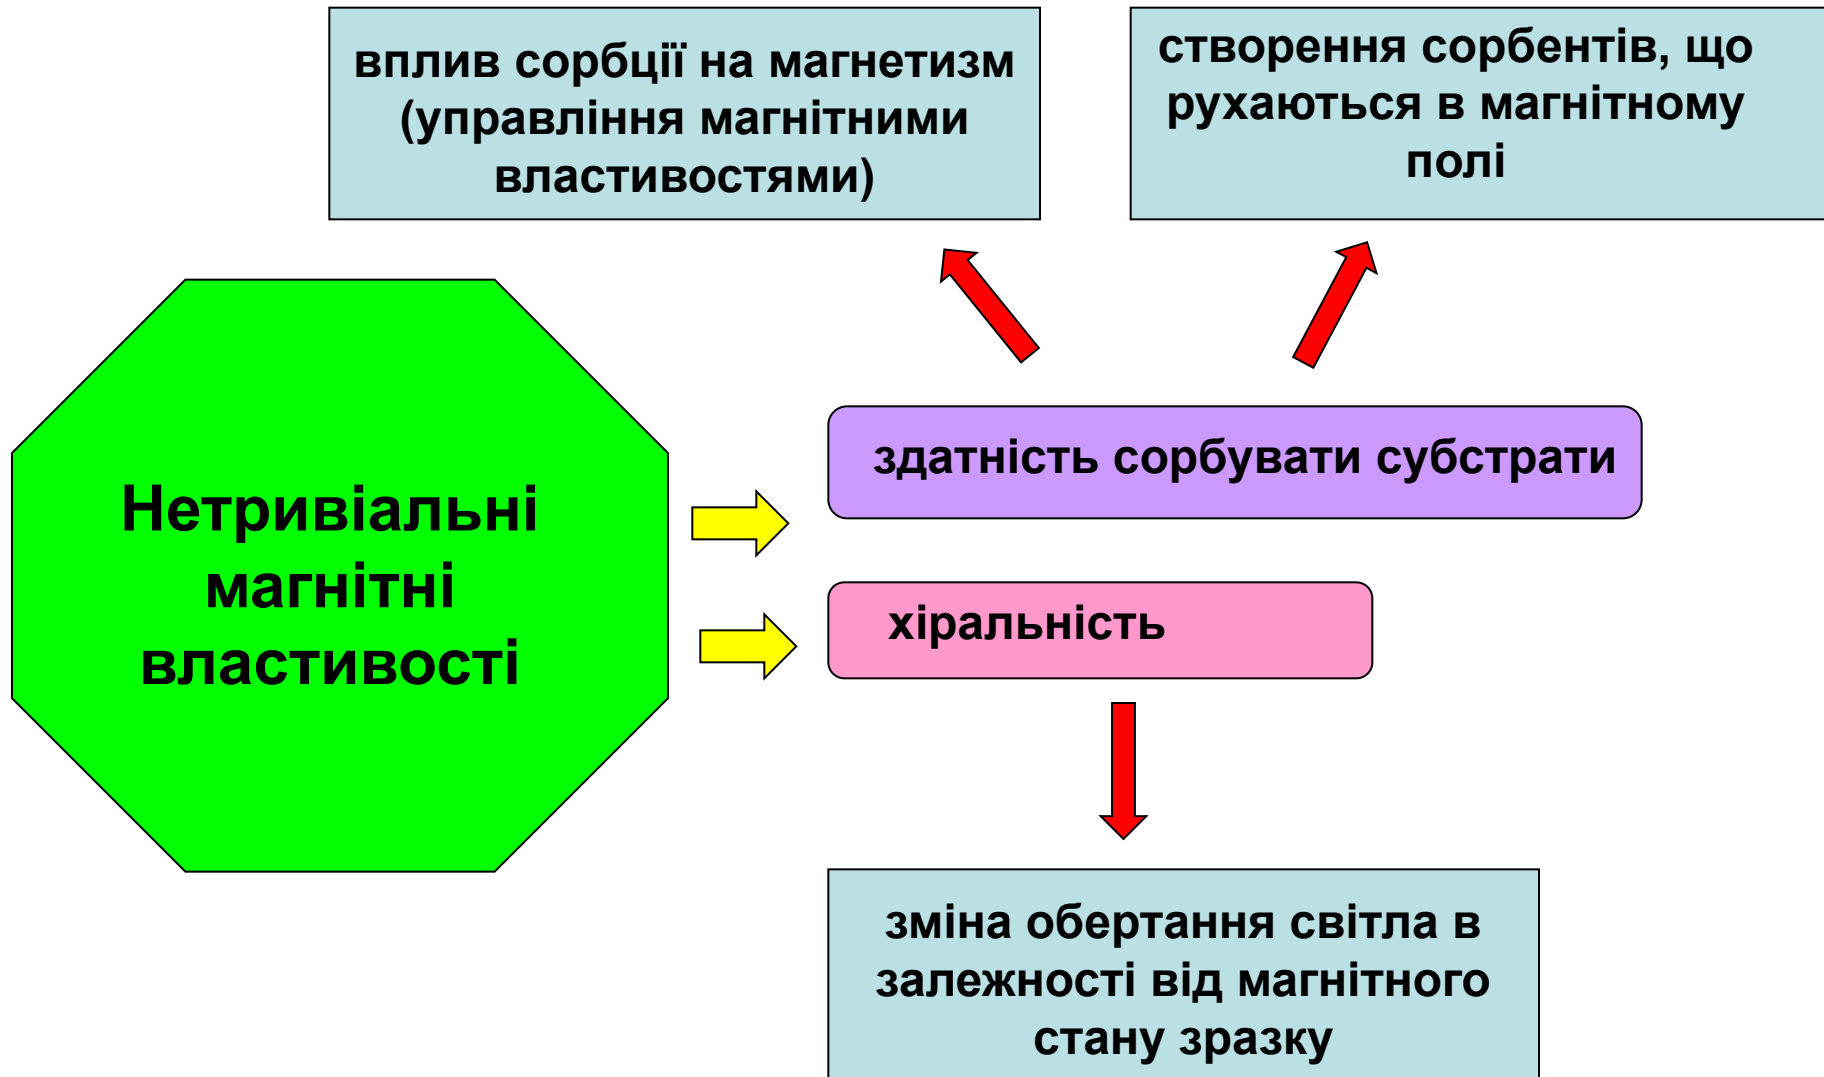 вплив сорбції на магнетизм
(управління магнітними
властивостями)
створення сорбентів, що
рухаються в магнітному
полі
Нетривіальні
магнітні
властивості
здатність сорбувати субстрати
хіральність
зміна обертання світла в
залежності від магнітного
стану зразку